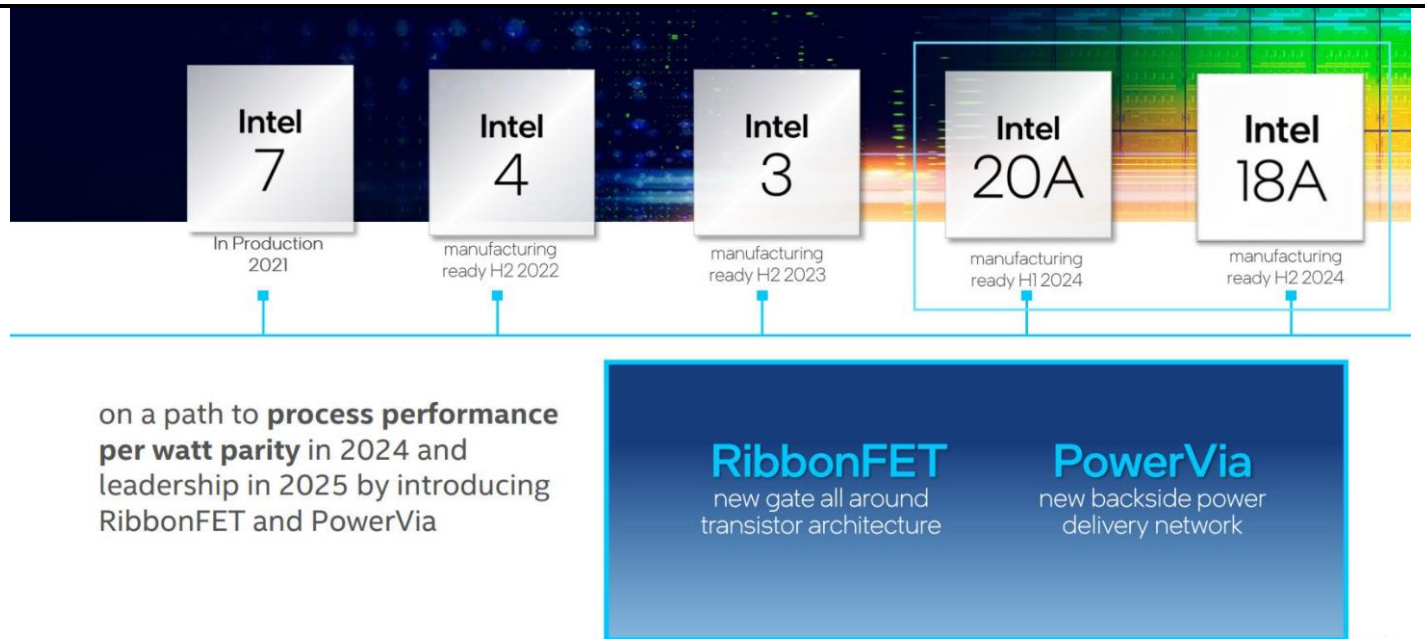 Intel
7
In Production
2021
Intel
4
manufacturing
ready H2 2022
Intel
3
manufacturing
ready H2 2023
Intel
20A
manufacturing
ready H1 2024
Intel
18A
manufacturing
ready H2 2024
on a path to process performance
per watt parity in 2024 and
leadership in 2025 by introducing
RibbonFET and PowerVia
RibbonFET
new gate all around
transistor architecture
PowerVia
new backside power
delivery network